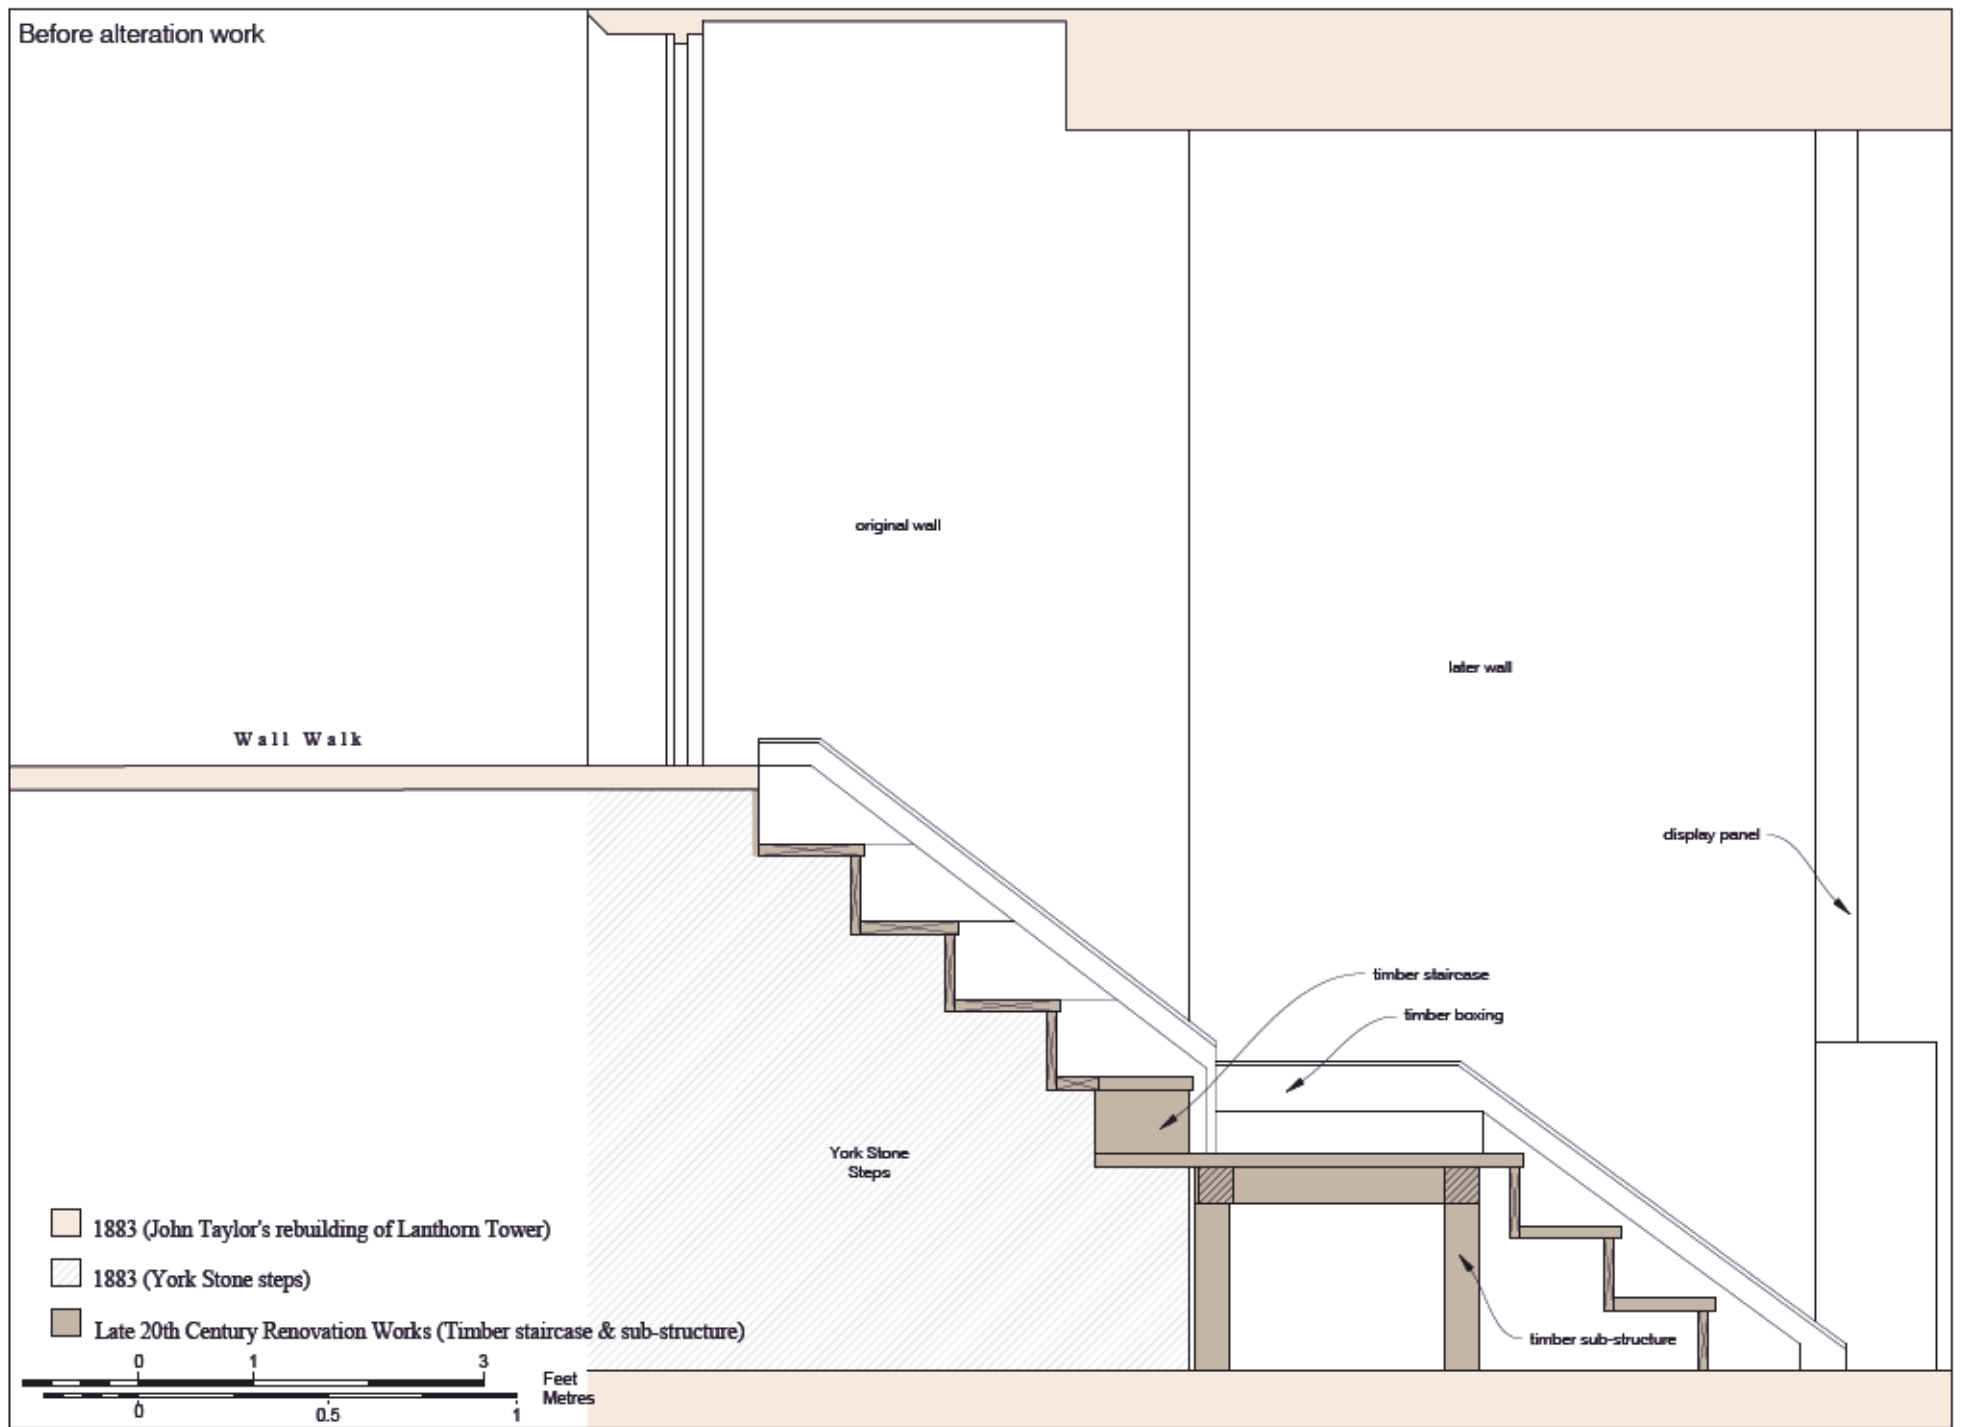 Before alteration work
original wall
later wall
Wall Walk
display panel
timber staircase
timber boxing
York Stone
Steps
1883 (John Taylor's rebuilding of Lanthorn Tower)
1883 (York Stone steps)
Late 20th Century Renovation Works (Timber staircase & sub-structure)
timber sub-structure
0 1 3 Feet
Metres
0 0.5 1